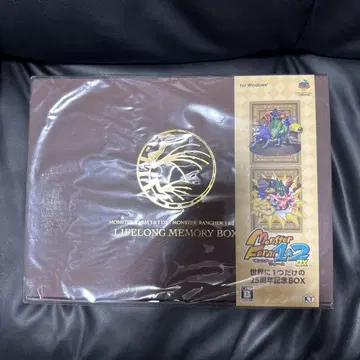 for Windows®
MONSTER FARM 1&2 DX / MONSTER RANCHER 1&2 DX
LIFELONG MEMORY BOX
Monster
Farm 1&2
DX
世界に1つだけの
25周年記念BOX
B
KT